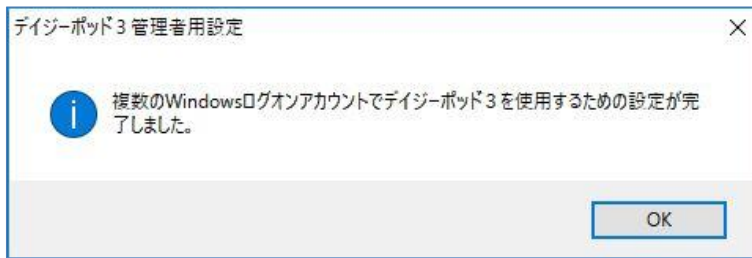 デイジーポッド3 管理者用設定
複数のWindowsログオンアカウントでデイジーポッド3を使用するための設定が完
了しました。
OK